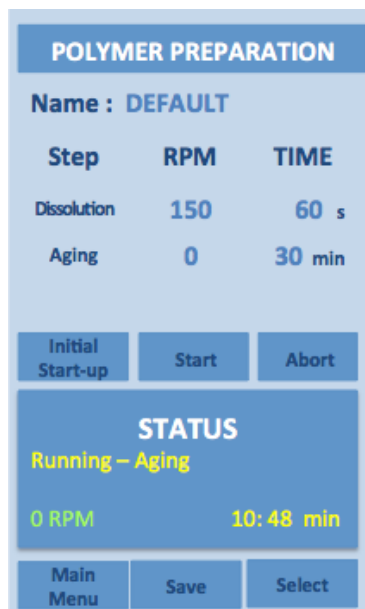 POLYMER PREPARATION
Name : DEFAULT
Step RPM TIME
Dissolution 150 60 s
Aging 0 30 min
Initial Start-up Start Abort
STATUS
Running – Aging
0 RPM 10: 48 min
Main Menu Save Select